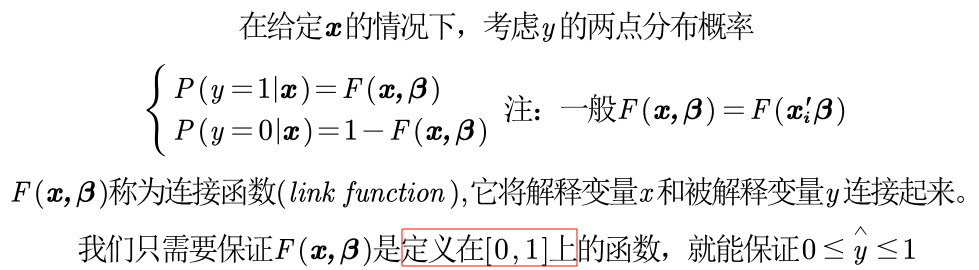 在给定x的情况下，考虑y的两点分布概率
P(y=1|x)=F(x,β)
P(y=0|x)=1−F(x,β)
注：一般F(x,β)=F(x′ᵢβ)
F(x,β)称为连接函数(link function),它将解释变量x和被解释变量y连接起来。
我们只需要保证F(x,β)是定义在[0,1]上的函数，就能保证0≤ŷ≤1